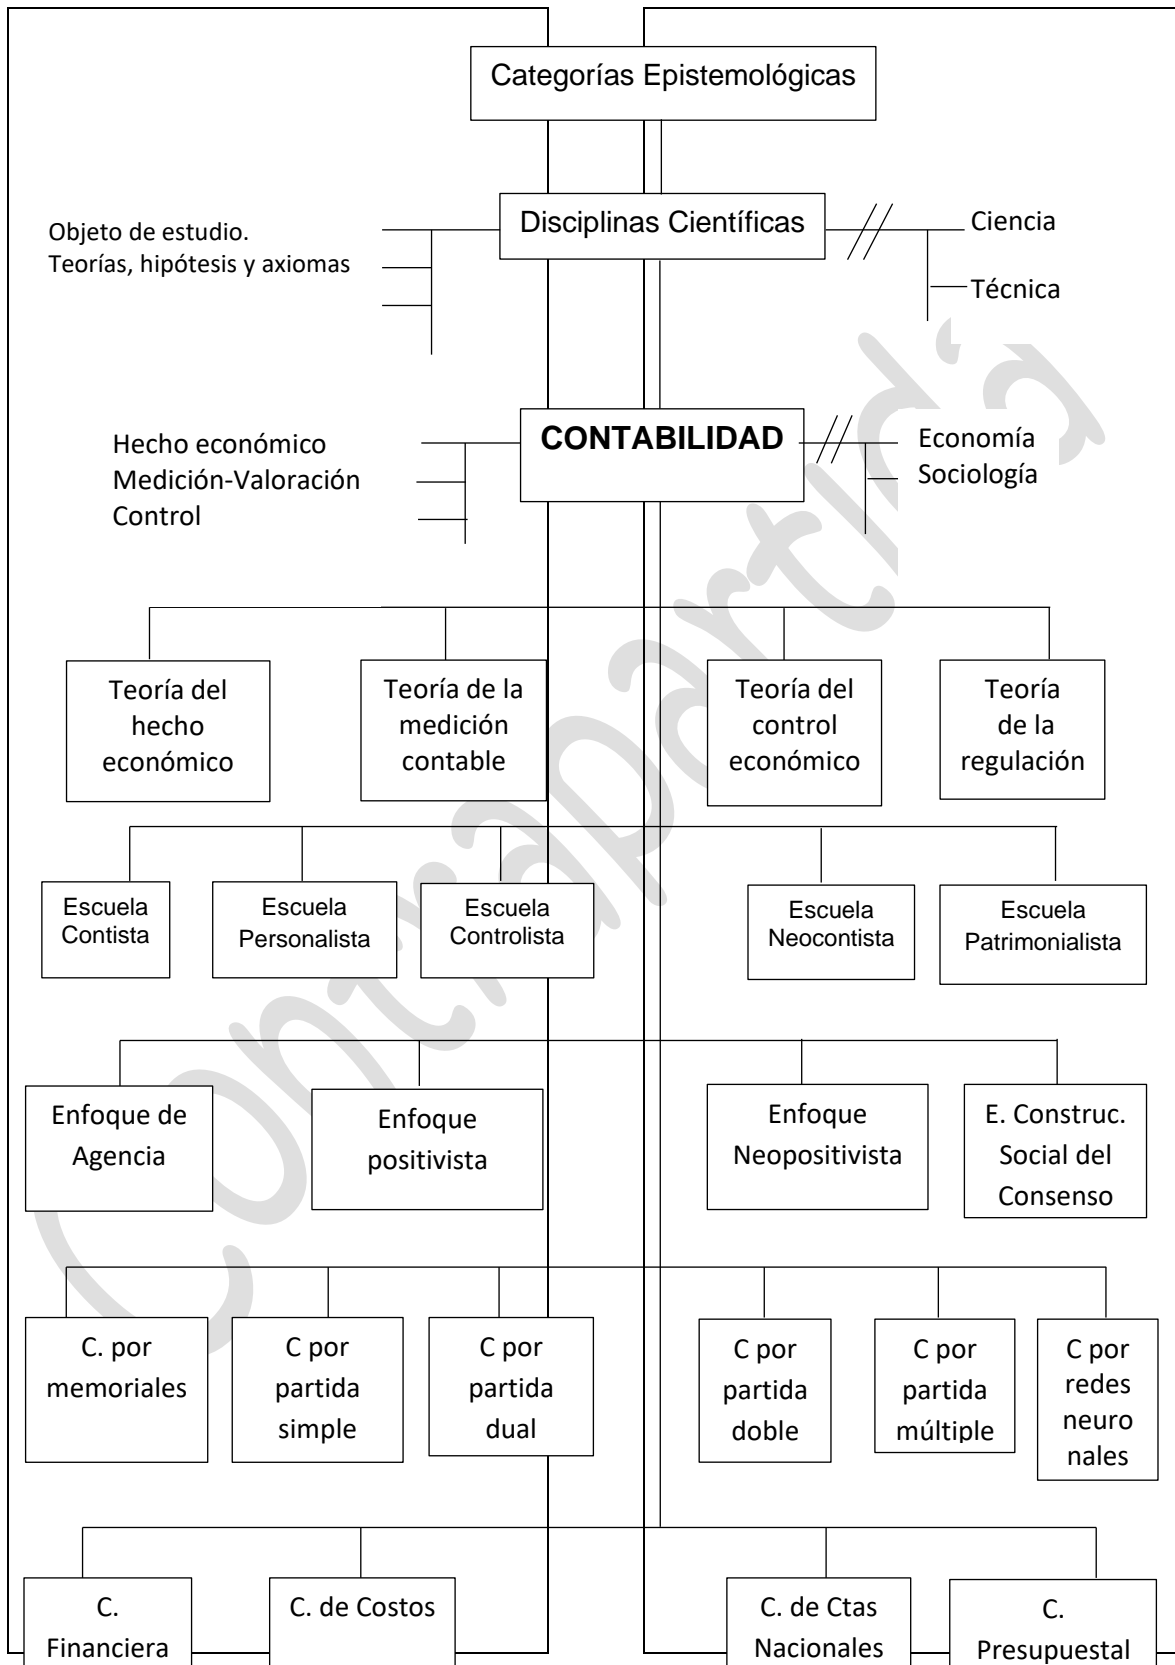 Categorías Epistemológicas
Disciplinas Científicas
Objeto de estudio.
Teorías, hipótesis y axiomas
Ciencia
Técnica
CONTABILIDAD
Hecho económico
Medición-Valoración
Control
Economía
Sociología
Teoría del
hecho
económico
Teoría de la
medición
contable
Teoría del
control
económico
Teoría
de la
regulación
Escuela
Contista
Escuela
Personalista
Escuela
Controlista
Escuela
Neocontista
Escuela
Patrimonialista
Enfoque de
Agencia
Enfoque
positivista
Enfoque
Neopositivista
E. Construc.
Social del
Consenso
C. por
memoriales
C por
partida
simple
C por
partida
dual
C por
partida
doble
C por
partida
múltiple
C por
redes
neuro
nales
C.
Financiera
C. de Costos
C. de Ctas
Nacionales
C.
Presupuestal
Contrapartida